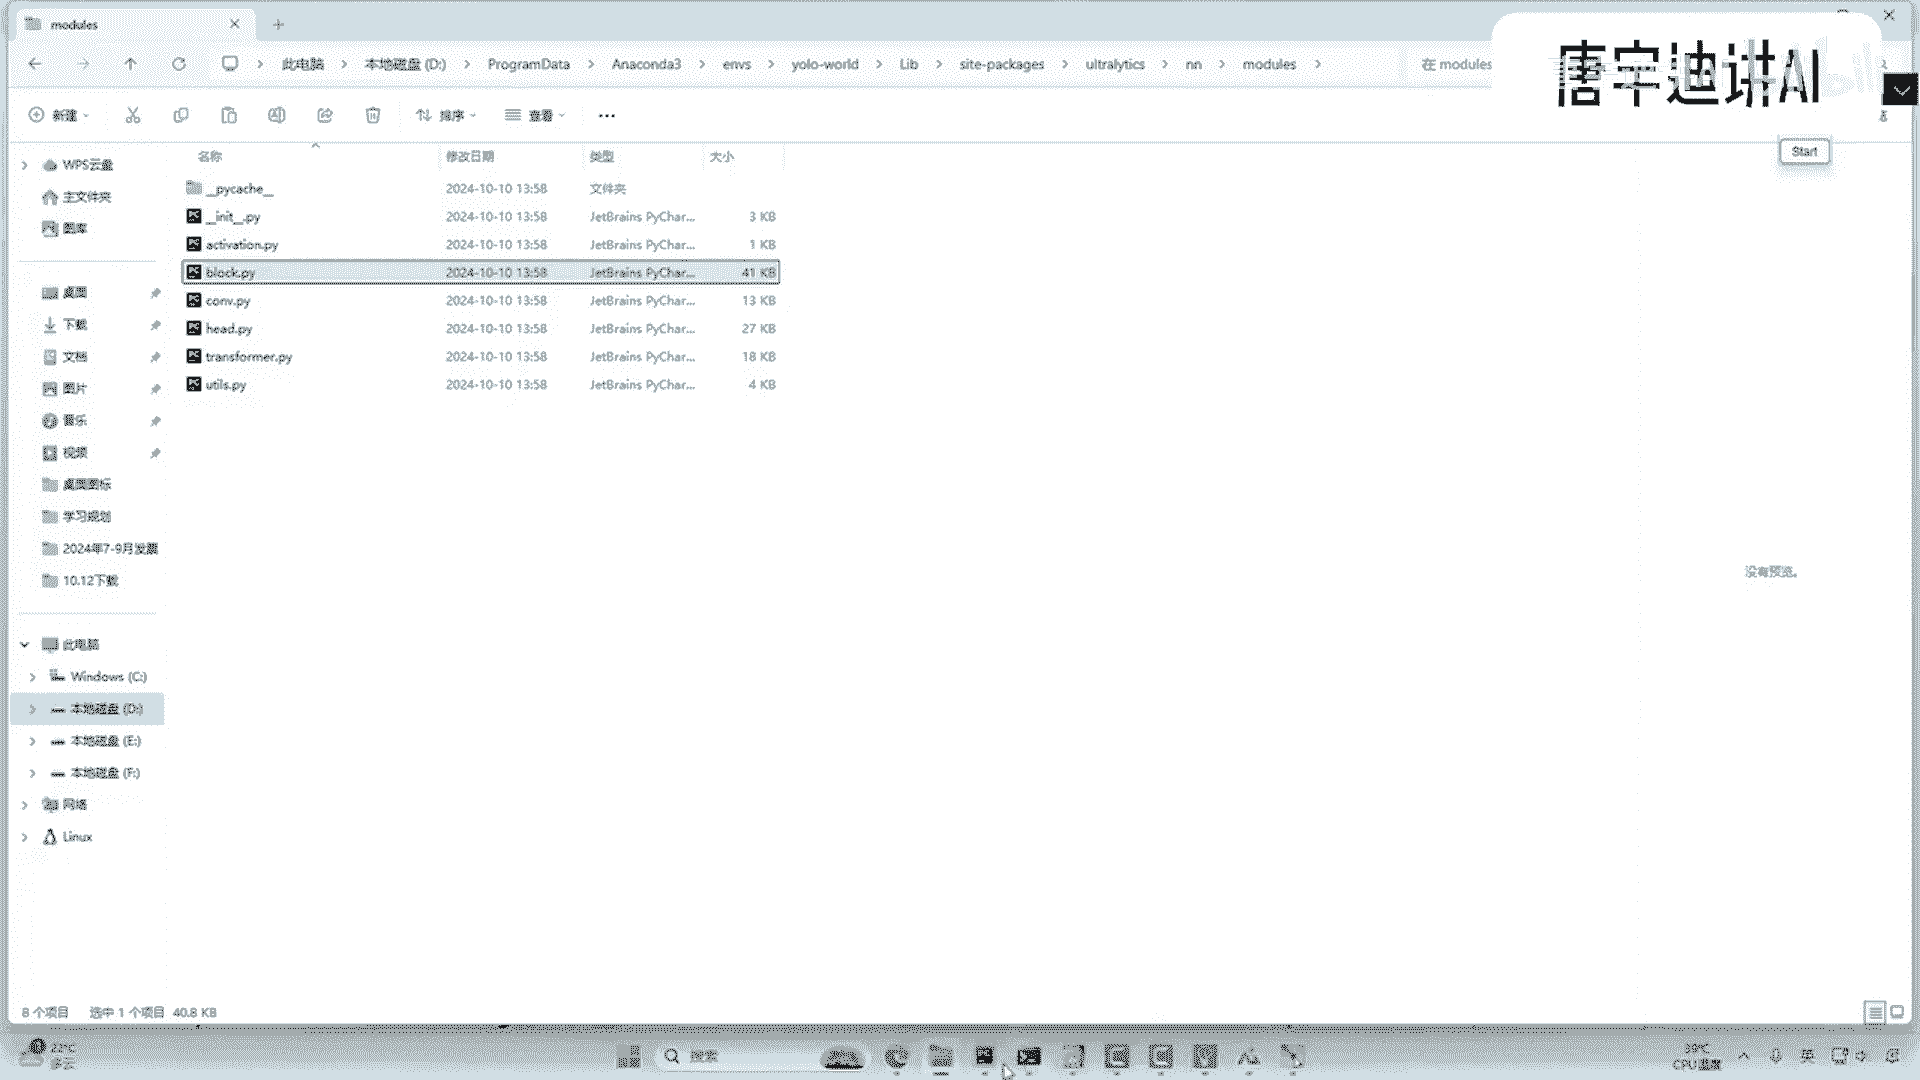 modules
此电脑 本地磁盘 (D:) ProgramData Anaconda3 envs yolo-world Lib site-packages ultralytics nn modules 在 modules
唐宇迪讲AI
新建 排序 查看
Start
名称 修改日期 类型 大小
__pycache__ 2024-10-10 13:58 文件夹
__init__.py 2024-10-10 13:58 JetBrains PyChar... 3 KB
activation.py 2024-10-10 13:58 JetBrains PyChar... 1 KB
block.py 2024-10-10 13:58 JetBrains PyChar... 41 KB
conv.py 2024-10-10 13:58 JetBrains PyChar... 13 KB
head.py 2024-10-10 13:58 JetBrains PyChar... 27 KB
transformer.py 2024-10-10 13:58 JetBrains PyChar... 18 KB
utils.py 2024-10-10 13:58 JetBrains PyChar... 4 KB
WPS云盘
主文件夹
图库
桌面
下载
文档
图片
音乐
视频
桌面图标
学习规划
2024年7-9月发票
10.12下载
此电脑
Windows (C:)
本地磁盘 (D:)
本地磁盘 (E:)
本地磁盘 (F:)
网络
Linux
没有预览。
8 个项目 选中 1 个项目 40.8 KB
22°C
多云
搜索
39°C
CPU温度
英